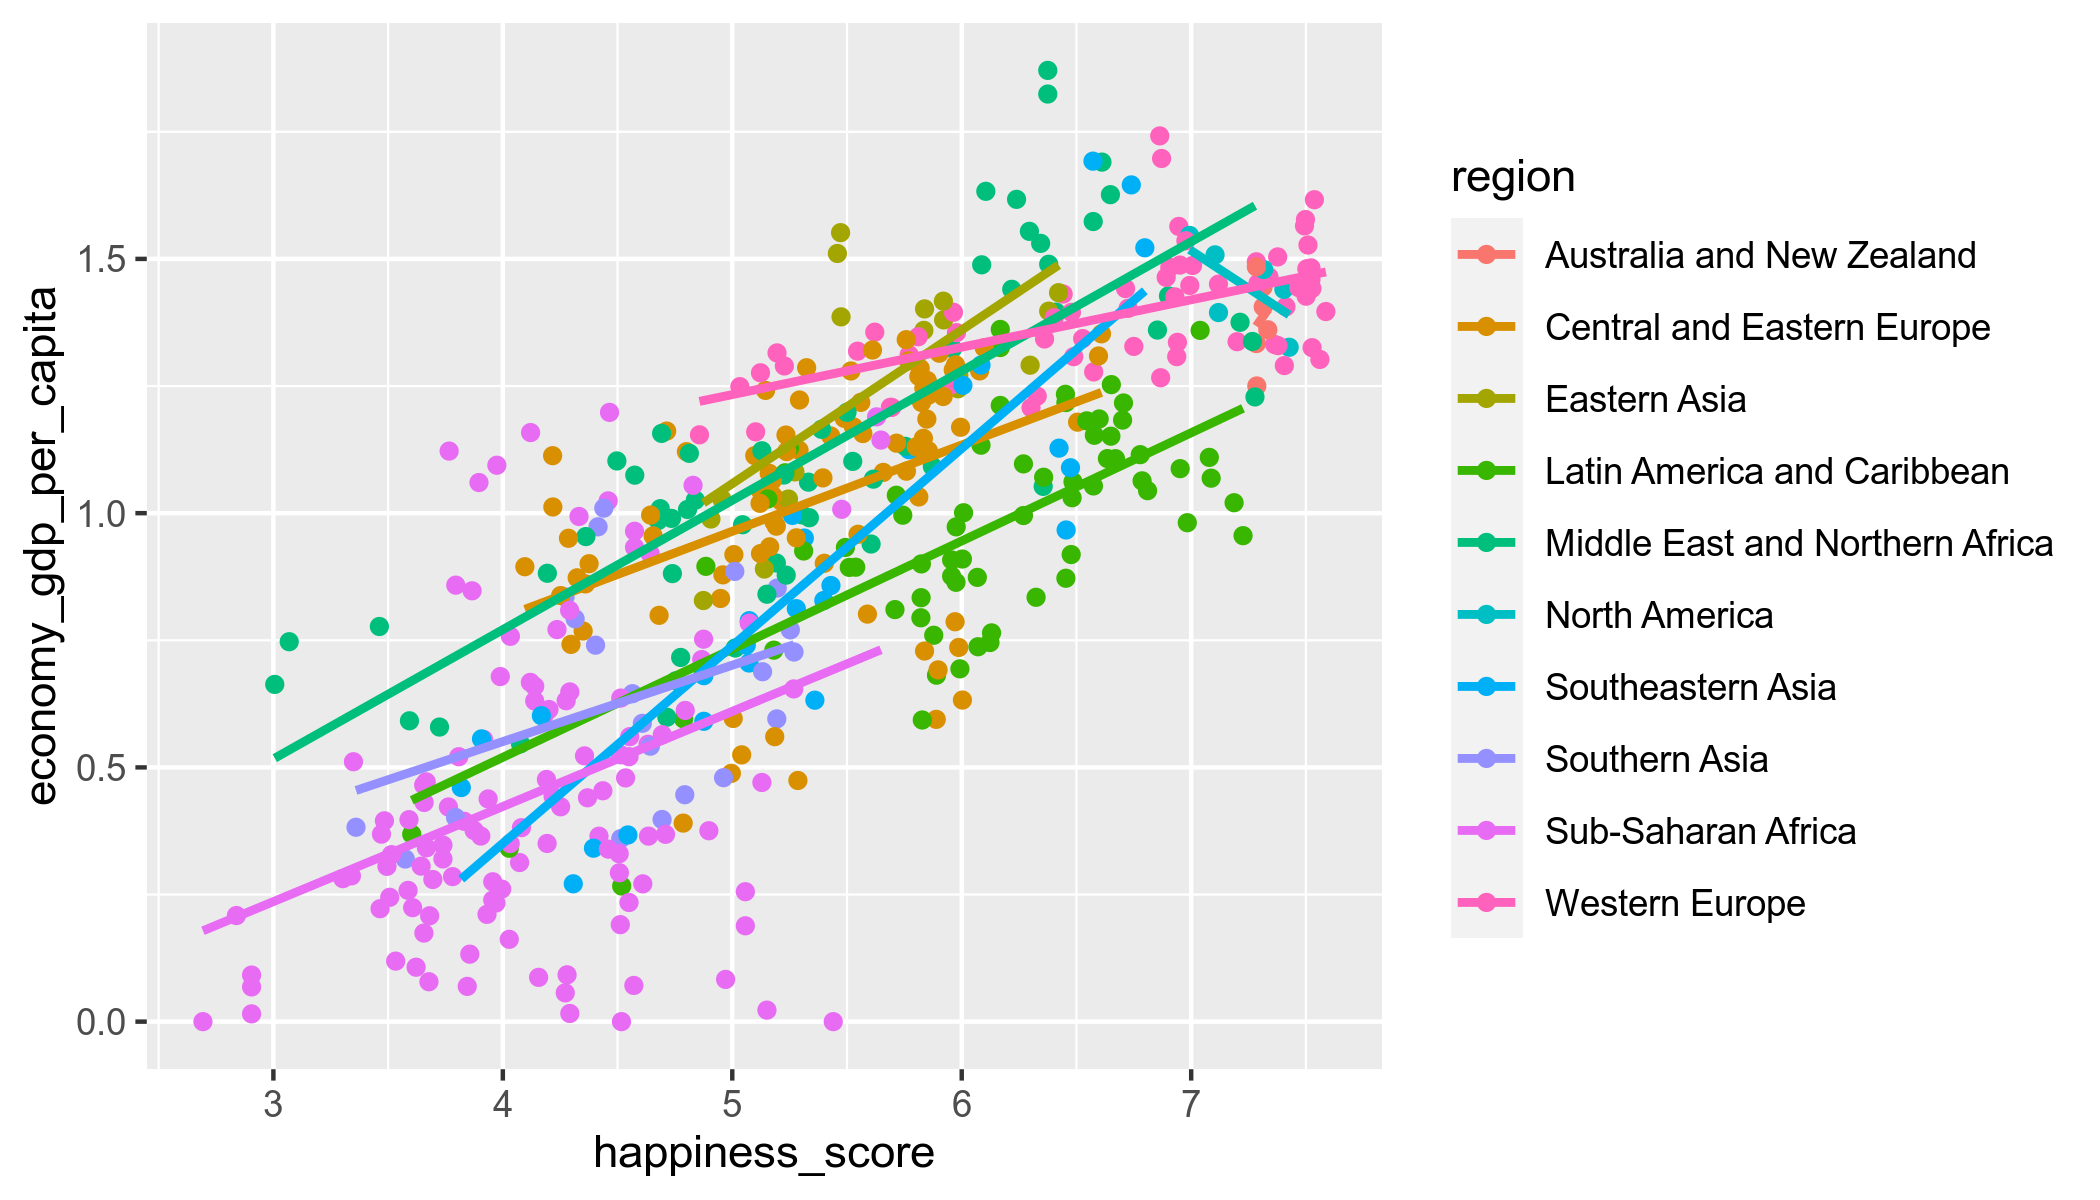 economy_gdp_per_capita
1.5
1.0
0.5
0.0
3 4 5 6 7
happiness_score
region
Australia and New Zealand
Central and Eastern Europe
Eastern Asia
Latin America and Caribbean
Middle East and Northern Africa
North America
Southeastern Asia
Southern Asia
Sub-Saharan Africa
Western Europe